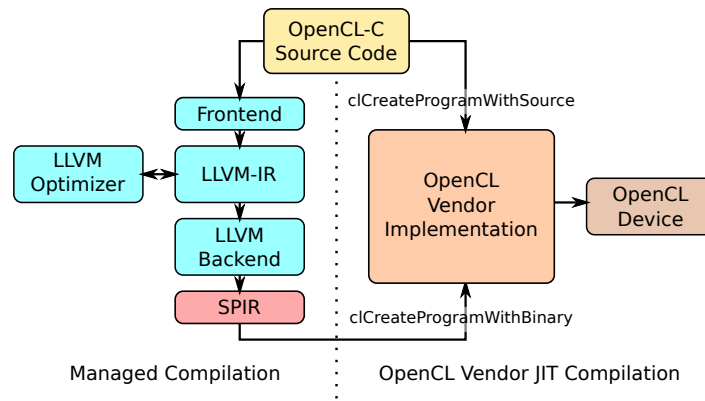 OpenCL-C
Source Code
clCreateProgramWithSource
Frontend
LLVM
Optimizer
LLVM-IR
OpenCL
Vendor
Implementation
OpenCL
Device
LLVM
Backend
SPIR
clCreateProgramWithBinary
Managed Compilation
OpenCL Vendor JIT Compilation